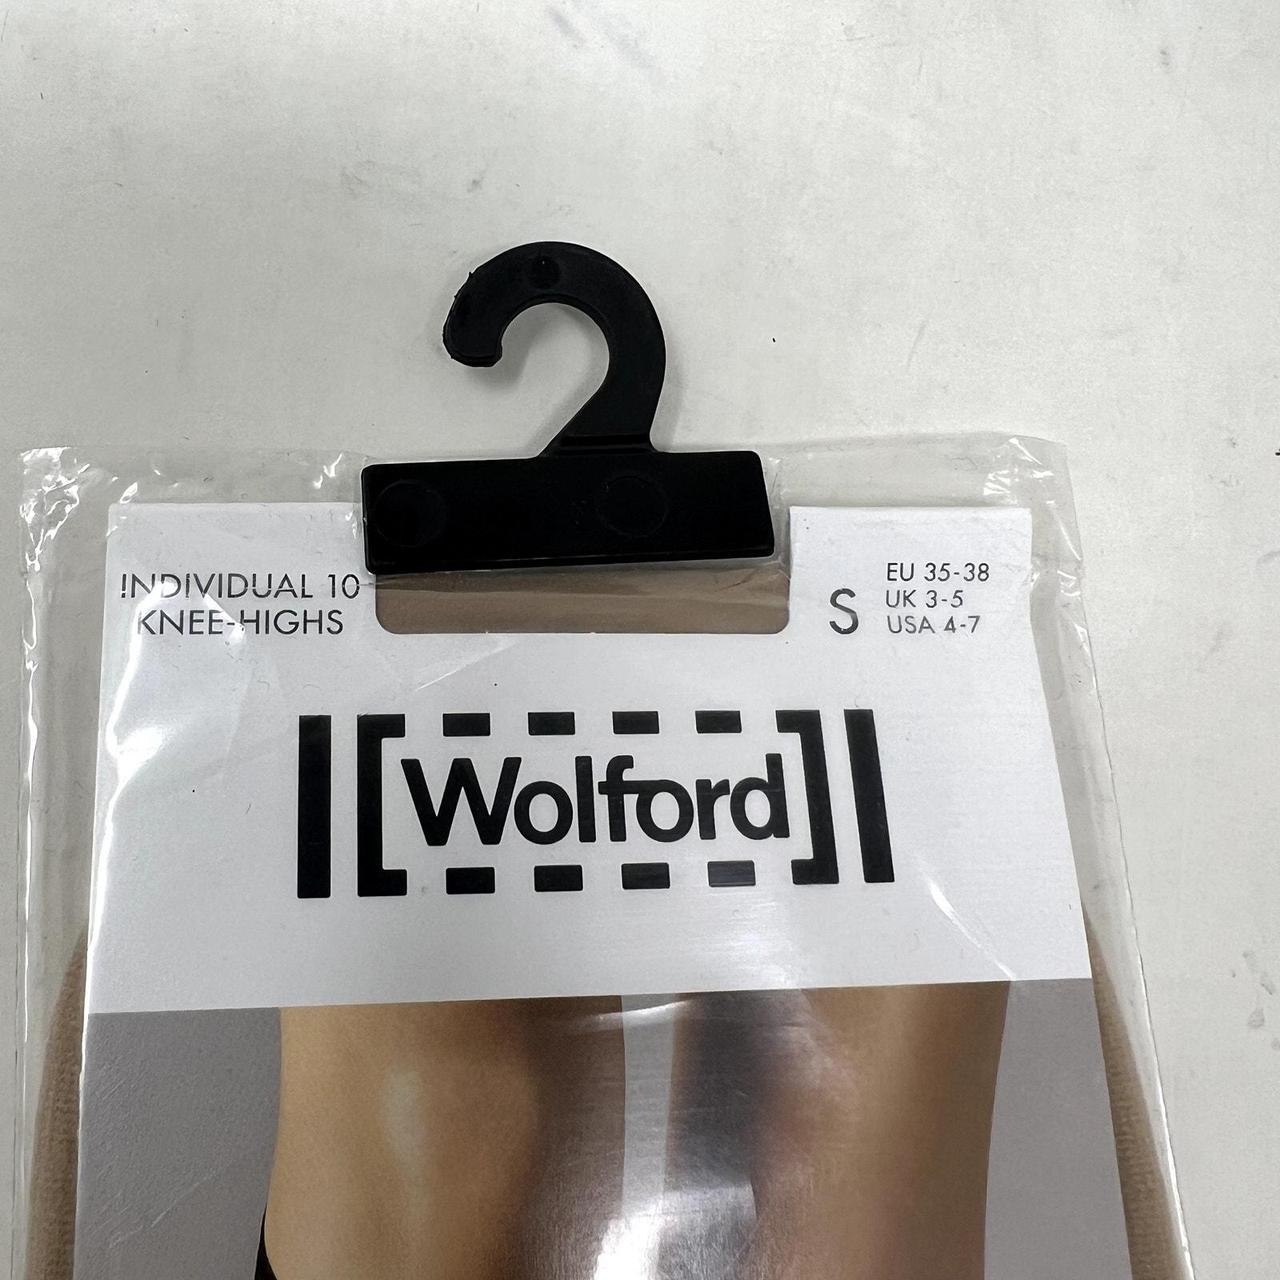 INDIVIDUAL 10
KNEE-HIGHS
S
EU 35-38
UK 3-5
USA 4-7
Wolford